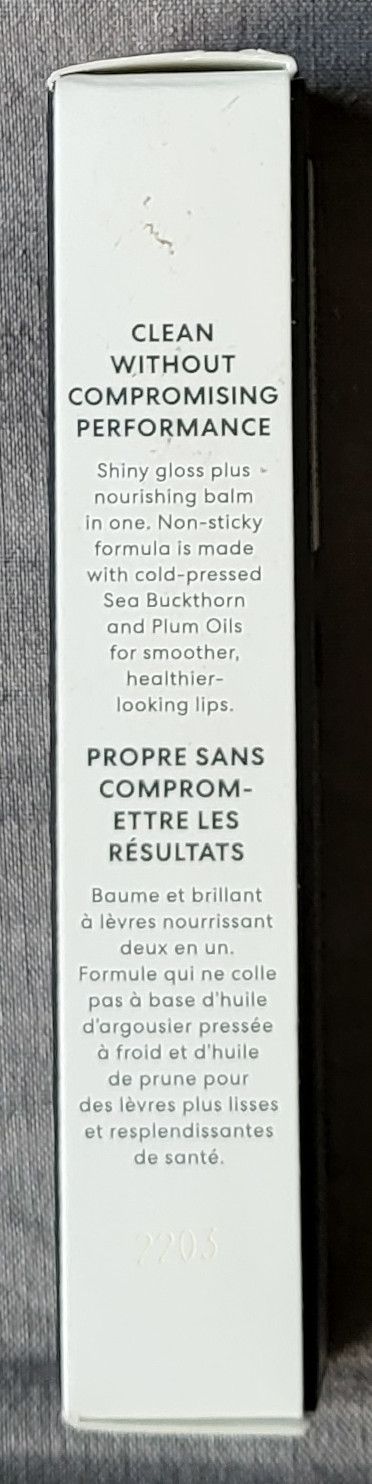 CLEAN
WITHOUT
COMPROMISING
PERFORMANCE
Shiny gloss plus
nourishing balm
in one. Non-sticky
formula is made
with cold-pressed
Sea Buckthorn
and Plum Oils
for smoother,
healthier-
looking lips.
PROPRE SANS
COMPROM-
ETTRE LES
RÉSULTATS
Baume et brillant
à lèvres nourrissant
deux en un.
Formule qui ne colle
pas à base d'huile
d'argousier pressée
à froid et d'huile
de prune pour
des lèvres plus lisses
et resplendissantes
de santé.
2203